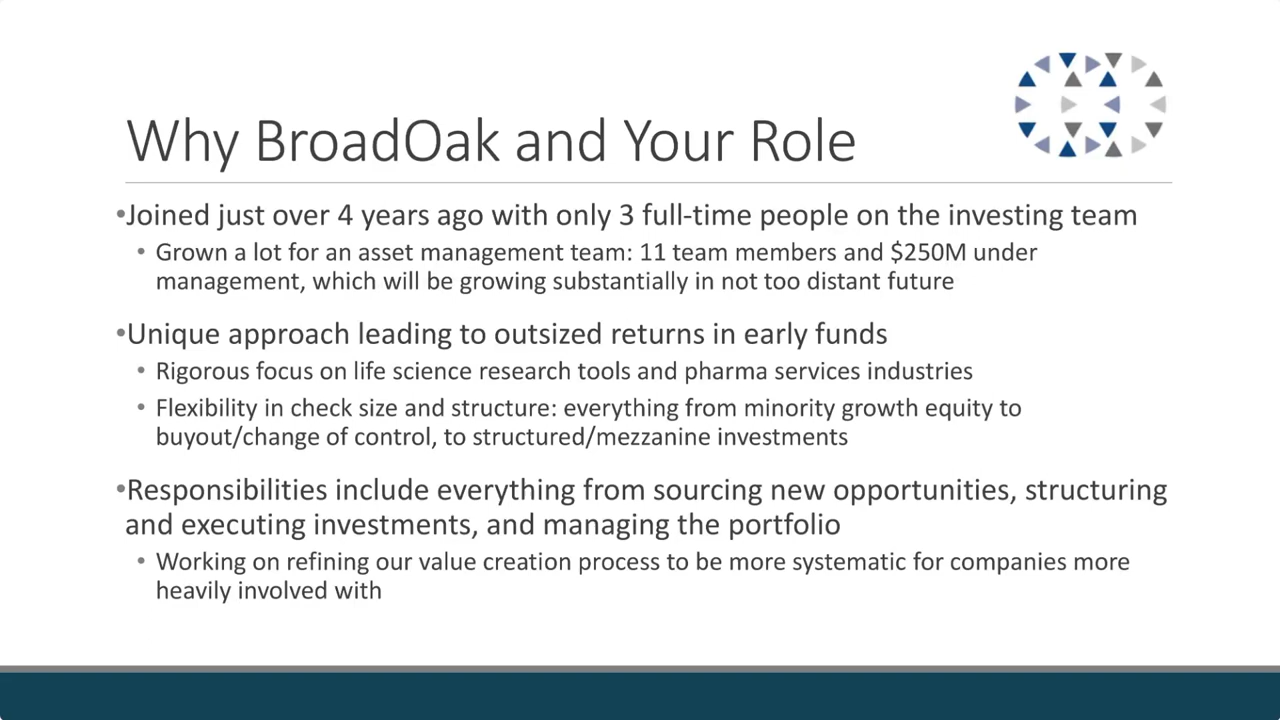 Why BroadOak and Your Role
•Joined just over 4 years ago with only 3 full-time people on the investing team
• Grown a lot for an asset management team: 11 team members and $250M under
management, which will be growing substantially in not too distant future
•Unique approach leading to outsized returns in early funds
• Rigorous focus on life science research tools and pharma services industries
• Flexibility in check size and structure: everything from minority growth equity to
buyout/change of control, to structured/mezzanine investments
•Responsibilities include everything from sourcing new opportunities, structuring
and executing investments, and managing the portfolio
• Working on refining our value creation process to be more systematic for companies more
heavily involved with